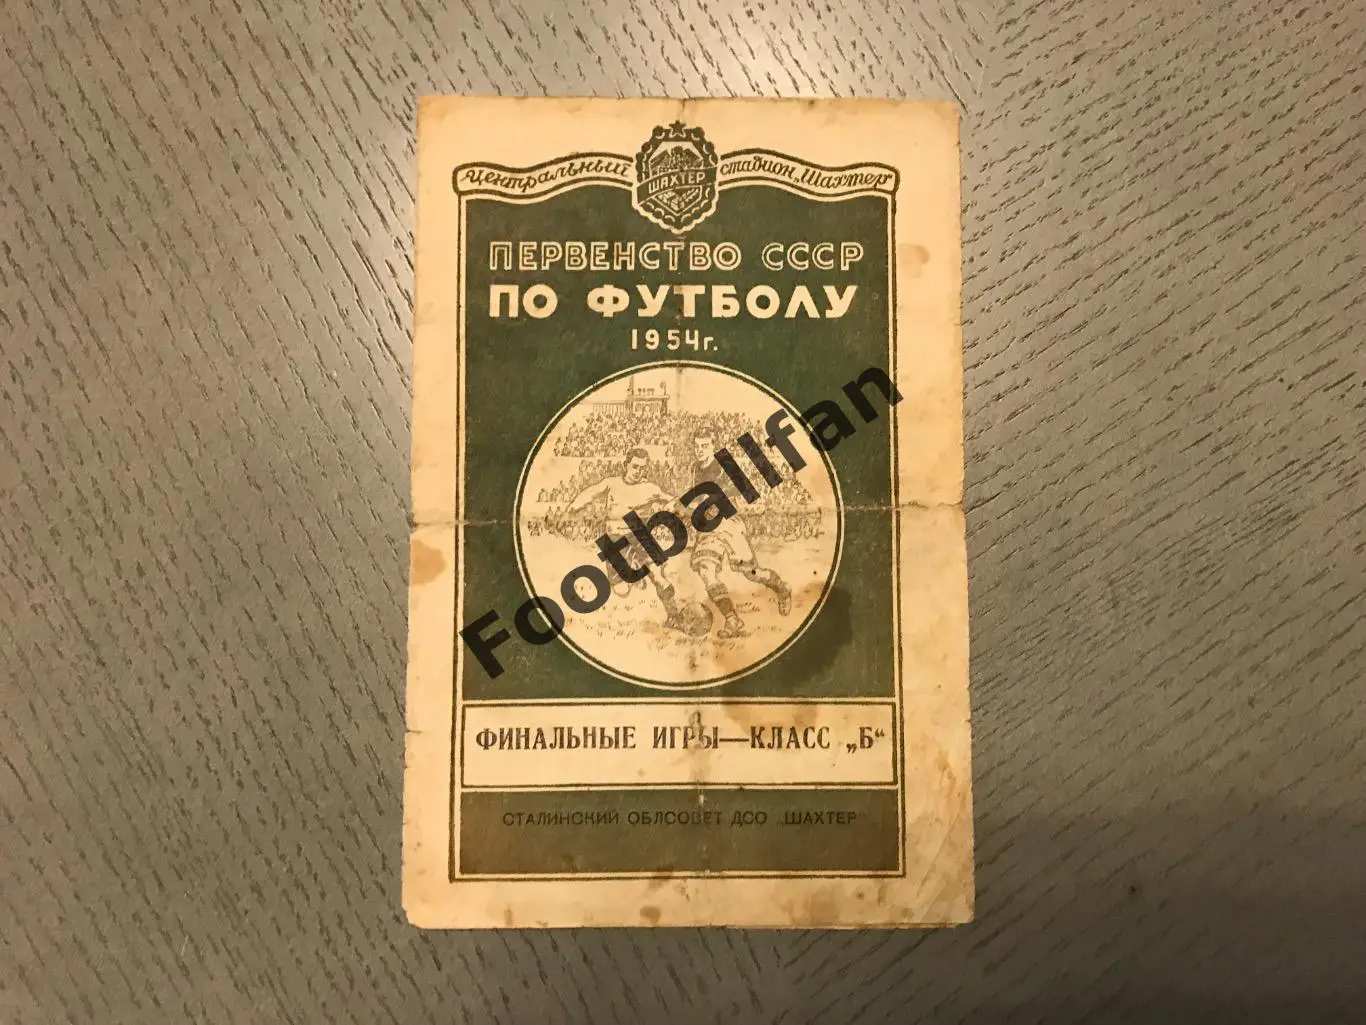 Центральный стадион „Шахтер“
ШАХТЕР
ПЕРВЕНСТВО СССР
ПО ФУТБОЛУ
1954г.
Footballfan
ФИНАЛЬНЫЕ ИГРЫ—КЛАСС „Б“
СТАЛИНСКИЙ ОБЛСОВЕТ ДСО „ШАХТЕР“